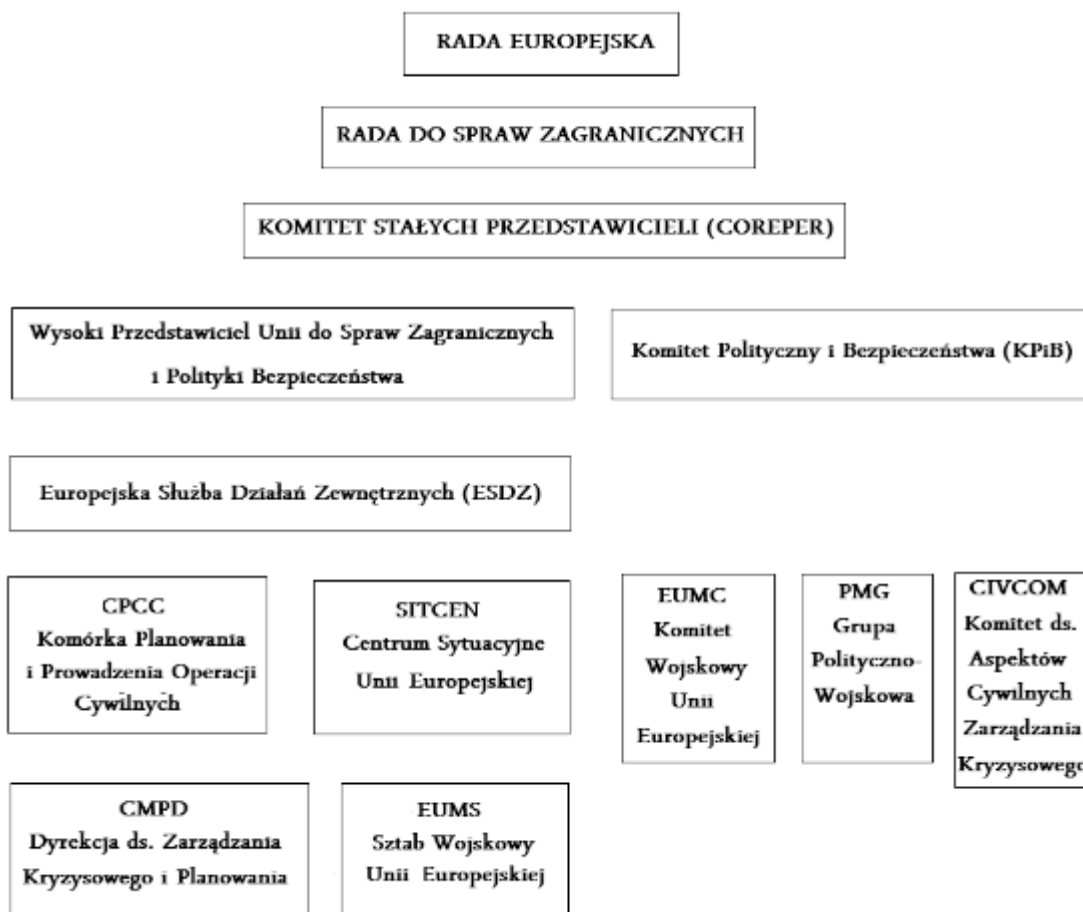 RADA EUROPEJSKA
RADA DO SPRAW ZAGRANICZNYCH
KOMITET STAŁYCH PRZEDSTAWICIELI (COREPER)
Wysoki Przedstawiciel Unii do Spraw Zagranicznych
i Polityki Bezpieczeństwa
Komitet Polityczny i Bezpieczeństwa (KPiB)
Europejska Służba Działań Zewnętrznych (ESDZ)
CPCC
Komórka Planowania
i Prowadzenia Operacji
Cywilnych
SITCEN
Centrum Sytuacyjne
Unii Europejskiej
EUMC
Komitet
Wojskowy
Unii
Europejskiej
PMG
Grupa
Polityczno-
Wojskowa
CIVCOM
Komitet ds.
Aspektów
Cywilnych
Zarządzania
Kryzysowego
CMPD
Dyrekcja ds. Zarządzania
Kryzysowego i Planowania
EUMS
Sztab Wojskowy
Unii Europejskiej